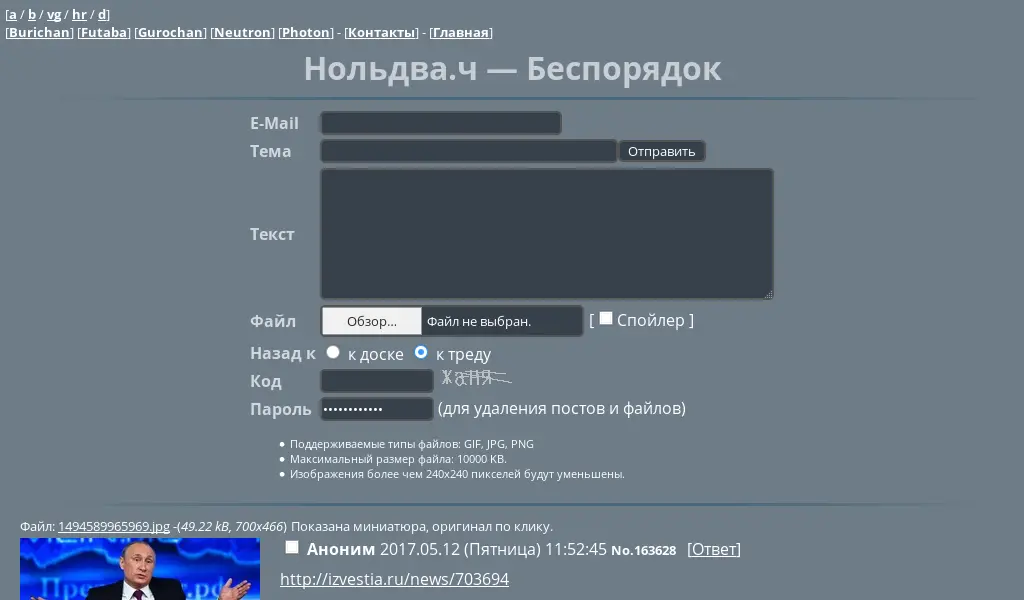 [a / b / vg / hr / d]
[Burichan] [Futaba] [Gurochan] [Neutron] [Photon] - [Контакты] - [Главная]
Нольдва.ч — Беспорядок
E-Mail
Тема Отправить
Текст
Файл Обзор... Файл не выбран. [ Спойлер ]
Назад к к доске к треду
Код
Пароль •••••••••••• (для удаления постов и файлов)
• Поддерживаемые типы файлов: GIF, JPG, PNG
• Максимальный размер файла: 10000 KB.
• Изображения более чем 240x240 пикселей будут уменьшены.
Файл: 1494589965969.jpg -(49.22 kB, 700x466) Показана миниатюра, оригинал по клику.
Аноним 2017.05.12 (Пятница) 11:52:45 No.163628 [Ответ]
http://izvestia.ru/news/703694